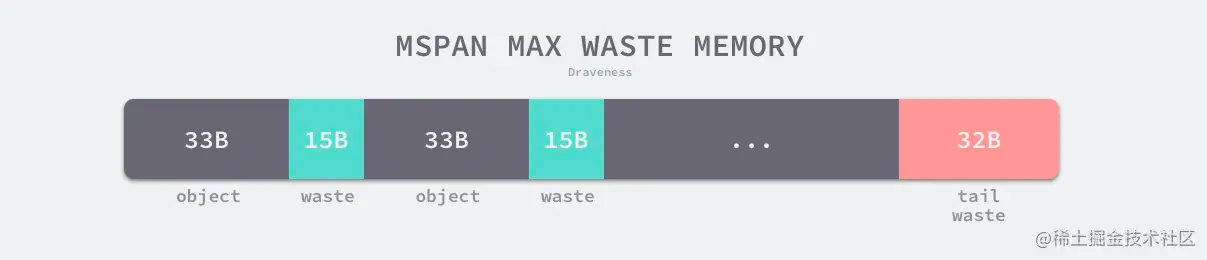 MSPAN MAX WASTE MEMORY
Draveness
33B 15B 33B 15B ... 32B
object waste object waste tail
waste
@稀土掘金技术社区